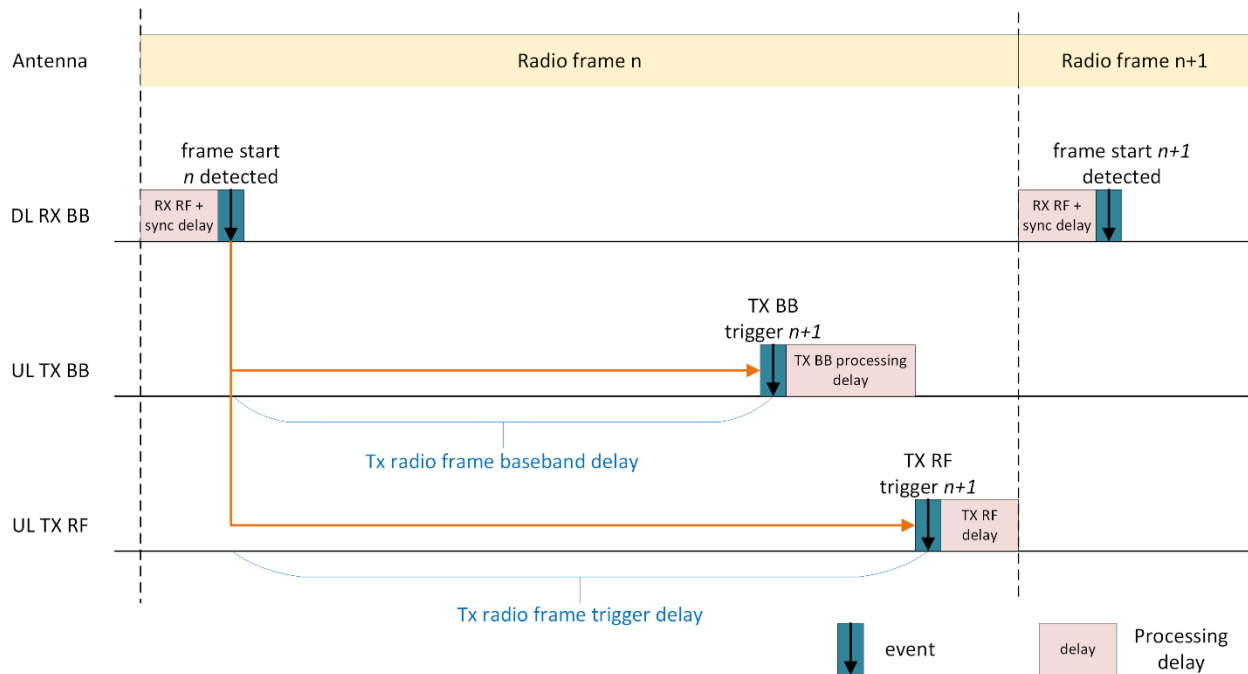 Antenna
Radio frame n
Radio frame n+1
frame start
n detected
frame start n+1
detected
DL RX BB
RX RF +
sync delay
RX RF +
sync delay
TX BB
trigger n+1
UL TX BB
TX BB processing
delay
Tx radio frame baseband delay
TX RF
trigger n+1
UL TX RF
TX RF
delay
Tx radio frame trigger delay
event
delay
Processing
delay